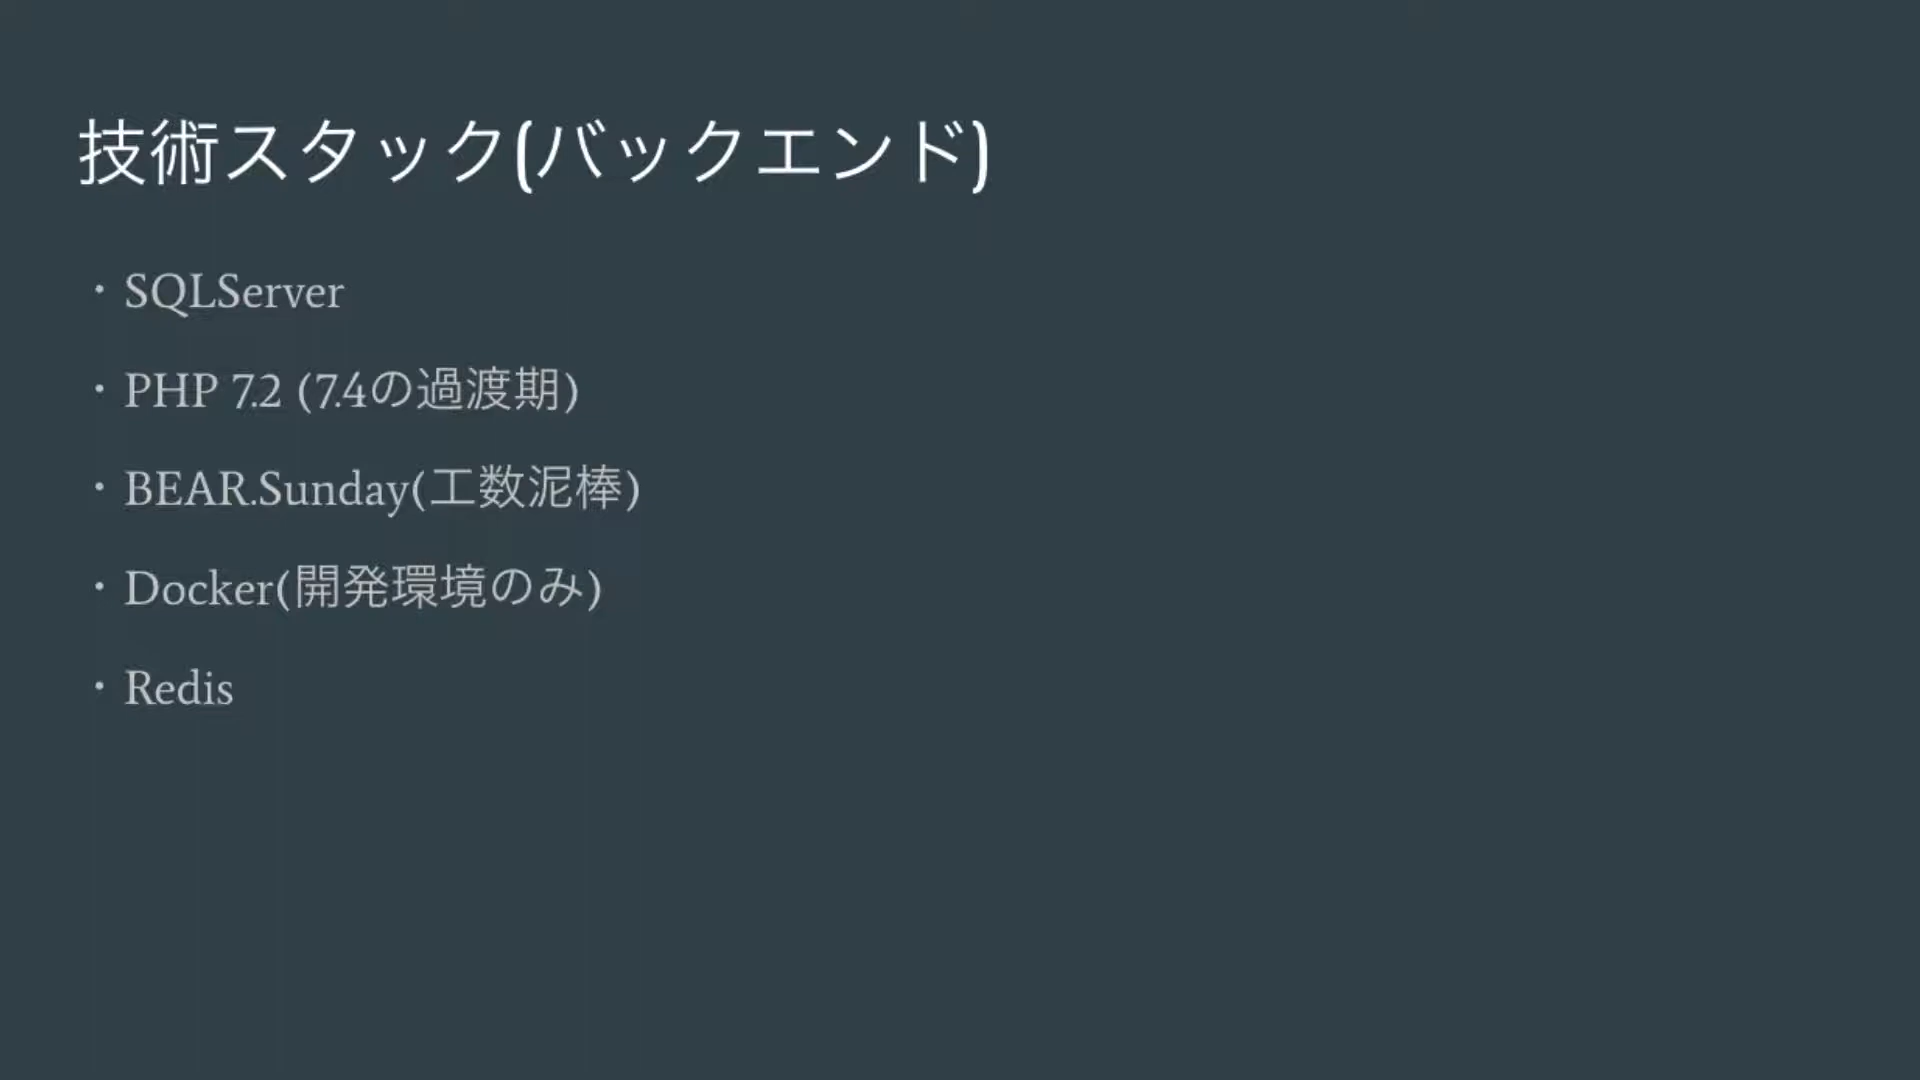 技術スタック(バックエンド)
・SQLServer
・PHP 7.2 (7.4の過渡期)
・BEAR.Sunday(工数泥棒)
・Docker(開発環境のみ)
・Redis